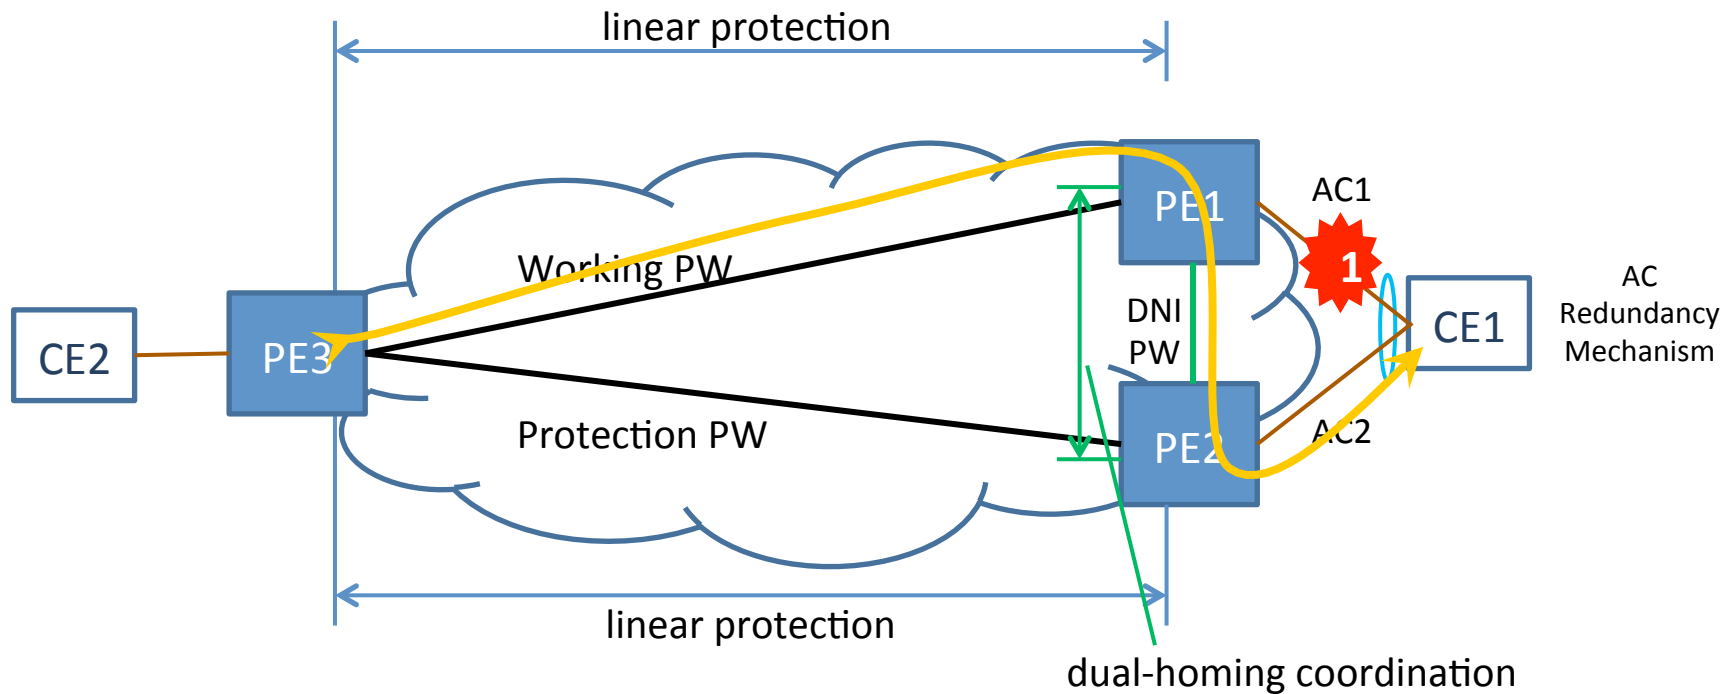 linear protection
PE1
AC1
Working PW
1
DNI
PW
CE2
PE3
CE1
AC
Redundancy
Mechanism
Protection PW
PE2
AC2
linear protection
dual-homing coordination